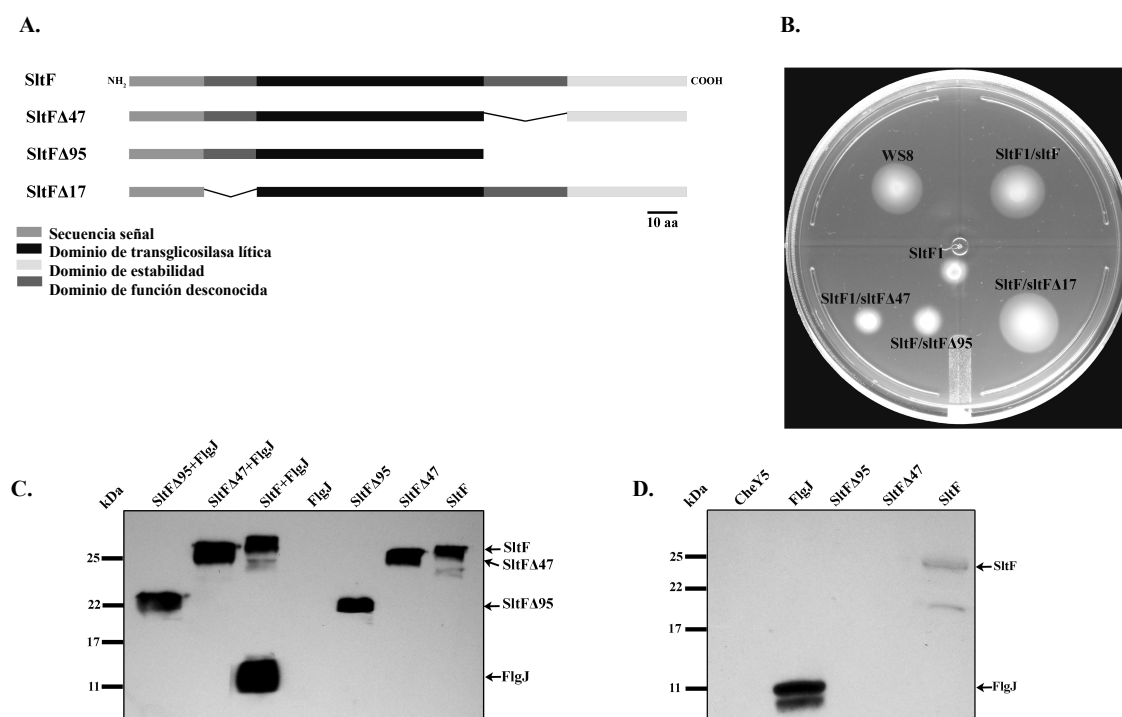 A.
SltF NH2 COOH
SltFΔ47
SltFΔ95
SltFΔ17
10 aa
Secuencia señal
Dominio de transglicosilasa lítica
Dominio de estabilidad
Dominio de función desconocida
B.
WS8
SltF1/sltF
SltF1
SltF1/sltFΔ47
SltF/sltFΔ95
SltF/sltFΔ17
C.
kDa
SltFΔ95+FlgJ
SltFΔ47+FlgJ
SltF+FlgJ
FlgJ
SltFΔ95
SltFΔ47
SltF
25
22
17
11
SltF
SltFΔ47
SltFΔ95
FlgJ
D.
kDa
CheY5
FlgJ
SltFΔ95
SltFΔ47
SltF
25
22
17
11
SltF
FlgJ